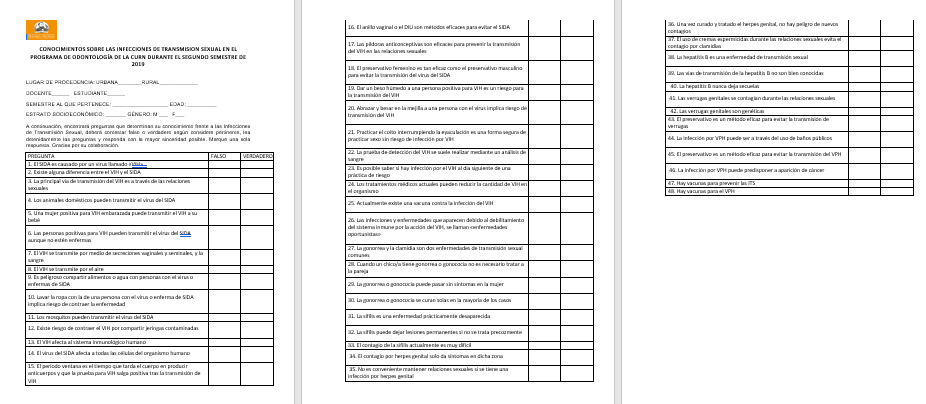 CONOCIMIENTOS SOBRE LAS INFECCIONES DE TRANSMISION SEXUAL EN EL
PROGRAMA DE ODONTOLOGÍA DE LA CURN DURANTE EL SEGUNDO SEMESTRE DE
2019
LUGAR DE PROCEDENCIA: URBANA_______RURAL____________
DOCENTE_____ ESTUDIANTE_____
SEMESTRE AL QUE PERTENECE: _________________ EDAD: _________
ESTRATO SOCIOECONÓMICO: ______ GÉNERO: M ___ F___
A continuación, encontrará preguntas que determinan su conocimiento frente a las Infecciones
de Transmisión Sexual, deberá contestar falso o verdadero según considere pertinente, lea
detenidamente las preguntas y responda con la mayor sinceridad posible. Marque una sola
respuesta. Gracias por su colaboración.
PREGUNTA FALSO VERDADERO
1. El SIDA es causado por un virus llamado
2. Existe alguna diferencia entre el VIH y el SIDA
3. La principal vía de transmisión del VIH es a través de las relaciones
sexuales
4. Los animales domésticos pueden transmitir el virus del SIDA
5. Una mujer positiva para VIH embarazada puede transmitir el VIH a su
bebé
6. Las personas positivas para VIH pueden transmitir el virus del SIDA
aunque no estén enfermas
7. El VIH se transmite por medio de secreciones vaginales y seminales, y la
sangre
8. El VIH se transmite por el aire
9. Es peligroso compartir alimentos o agua con personas con el virus o
enfermas de SIDA
10. Lavar la ropa con la de una persona con el virus o enferma de SIDA
implica riesgo de contraer la enfermedad
11. Los mosquitos pueden transmitir el virus del SIDA
12. Existe riesgo de contraer el VIH por compartir jeringas contaminadas
13. El VIH afecta al sistema inmunológico humano
14. El virus del SIDA afecta a todas las células del organismo humano
15. El periodo ventana es el tiempo que tarda el cuerpo en producir
anticuerpos y que la prueba para VIH salga positiva tras la transmisión de
VIH
16. El anillo vaginal o el DIU son métodos eficaces para evitar el SIDA
17. Las píldoras anticonceptivas son eficaces para prevenir la transmisión
del VIH en las relaciones sexuales
18. El preservativo femenino es tan eficaz como el preservativo masculino
para evitar la transmisión del virus del SIDA
19. Dar un beso húmedo a una persona positiva para VIH es un riesgo para
la transmisión del VIH
20. Abrazar y besar en la mejilla a una persona con el virus implica riesgo de
transmisión del VIH
21. Practicar el coito interrumpiendo la eyaculación es una forma segura de
practicar sexo sin riesgo de infección por VIH
22. La prueba de detección del VIH se suele realizar mediante un análisis de
sangre
23. Es posible saber si hay infección por el VIH al día siguiente de una
práctica de riesgo
24. Los tratamientos médicos actuales pueden reducir la cantidad de VIH en
el organismo
25. Actualmente existe una vacuna contra la infección del VIH
26. Las infecciones y enfermedades que aparecen debido al debilitamiento
del sistema inmune por la acción del VIH, se llaman «enfermedades
oportunistas»
27. La gonorrea y la clamidia son dos enfermedades de transmisión sexual
comunes
28. Cuando un chico/a tiene gonorrea o gonococia no es necesario tratar a
la pareja
29. La gonorrea o gonococia puede pasar sin síntomas en la mujer
30. La gonorrea o gonococia se curan solas en la mayoría de los casos
31. La sífilis es una enfermedad prácticamente desaparecida
32. La sífilis puede dejar lesiones permanentes si no se trata precozmente
33. El contagio de la sífilis actualmente es muy difícil
34. El contagio por herpes genital solo da síntomas en dicha zona
35. No es conveniente mantener relaciones sexuales si se tiene una
infección por herpes genital
36. Una vez curado y tratado el herpes genital, no hay peligro de nuevos
contagios
37. El uso de cremas espermicidas durante las relaciones sexuales evita el
contagio por clamidias
38. La hepatitis B es una enfermedad de transmisión sexual
39. Las vías de transmisión de la hepatitis B no son bien conocidas
40. La hepatitis B nunca deja secuelas
41. Las verrugas genitales se contagian durante las relaciones sexuales
42. Las verrugas genitales son genéticas
43. El preservativo es un método eficaz para evitar la transmisión de
verrugas
44. La infección por VPH puede ser a través del uso de baños públicos
45. El preservativo es un método eficaz para evitar la transmisión del VPH
46. La infección por VPH puede predisponer a aparición de cáncer
47. Hay vacunas para prevenir las ITS
48. Hay vacunas para el VPH